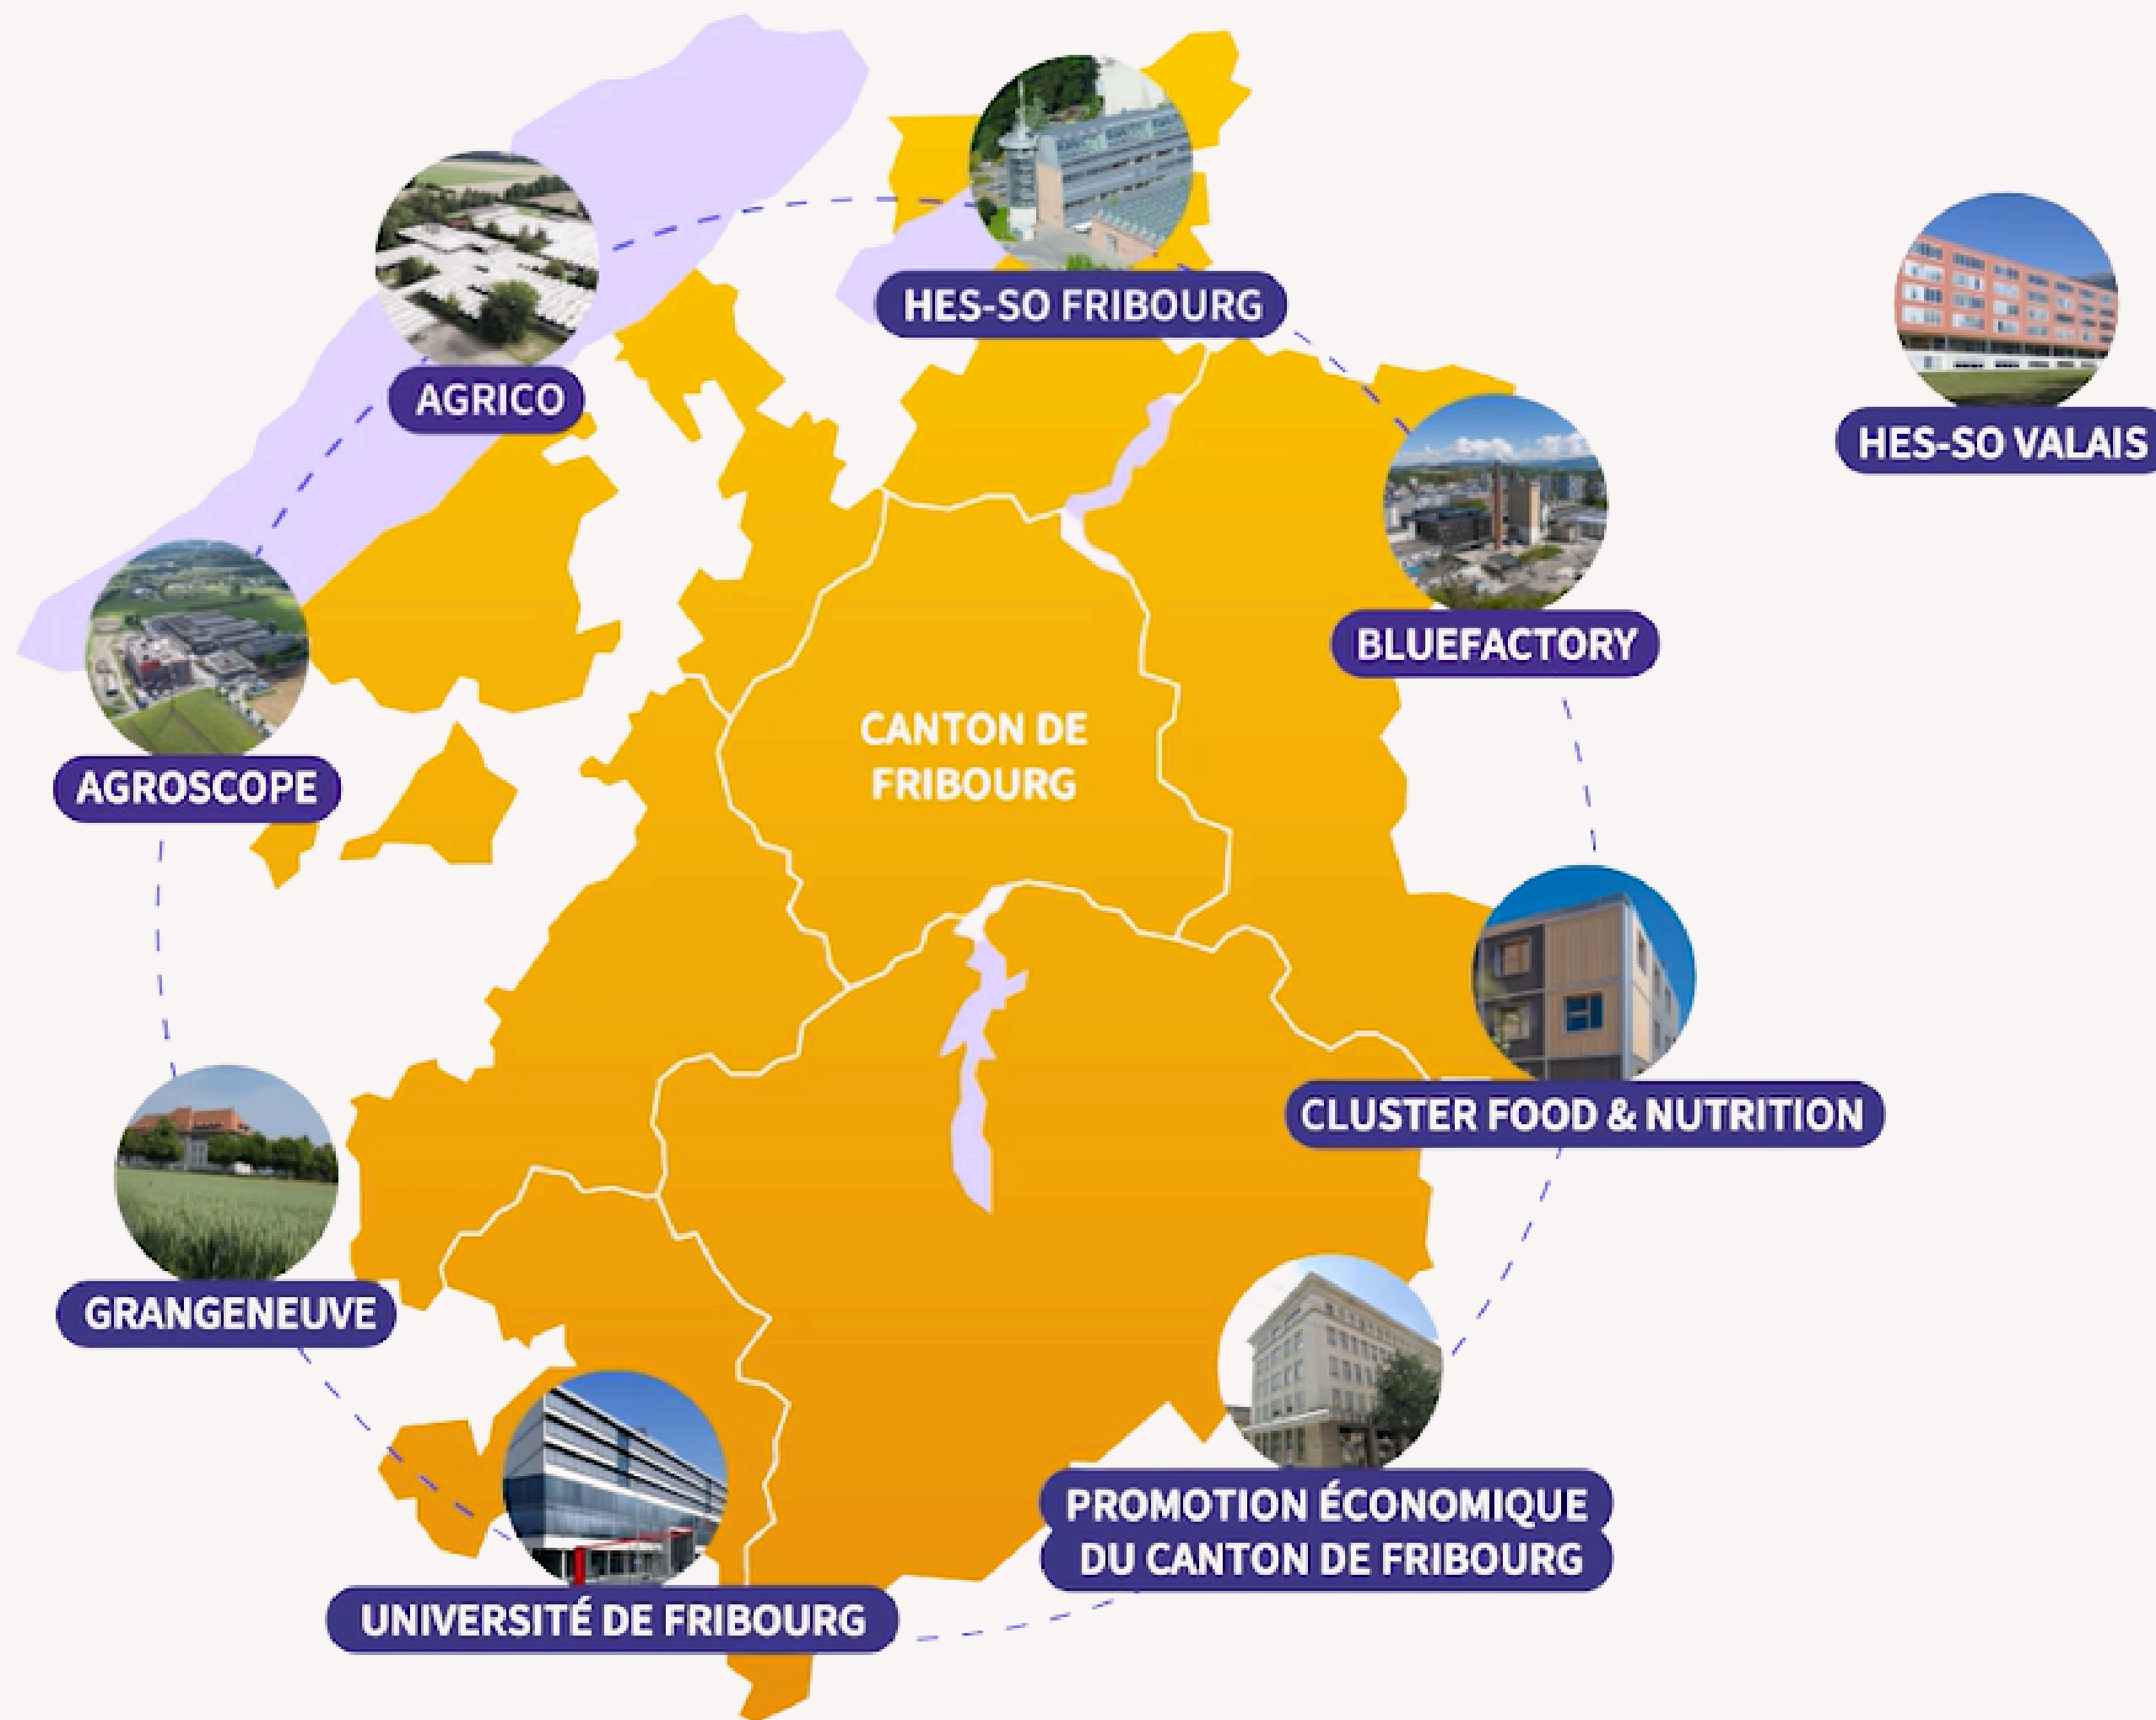 HES-SO FRIBOURG
AGRICO
HES-SO VALAIS
BLUEFACTORY
CANTON DE
FRIBOURG
AGROSCOPE
CLUSTER FOOD & NUTRITION
GRANGENEUVE
PROMOTION ÉCONOMIQUE
DU CANTON DE FRIBOURG
UNIVERSITÉ DE FRIBOURG